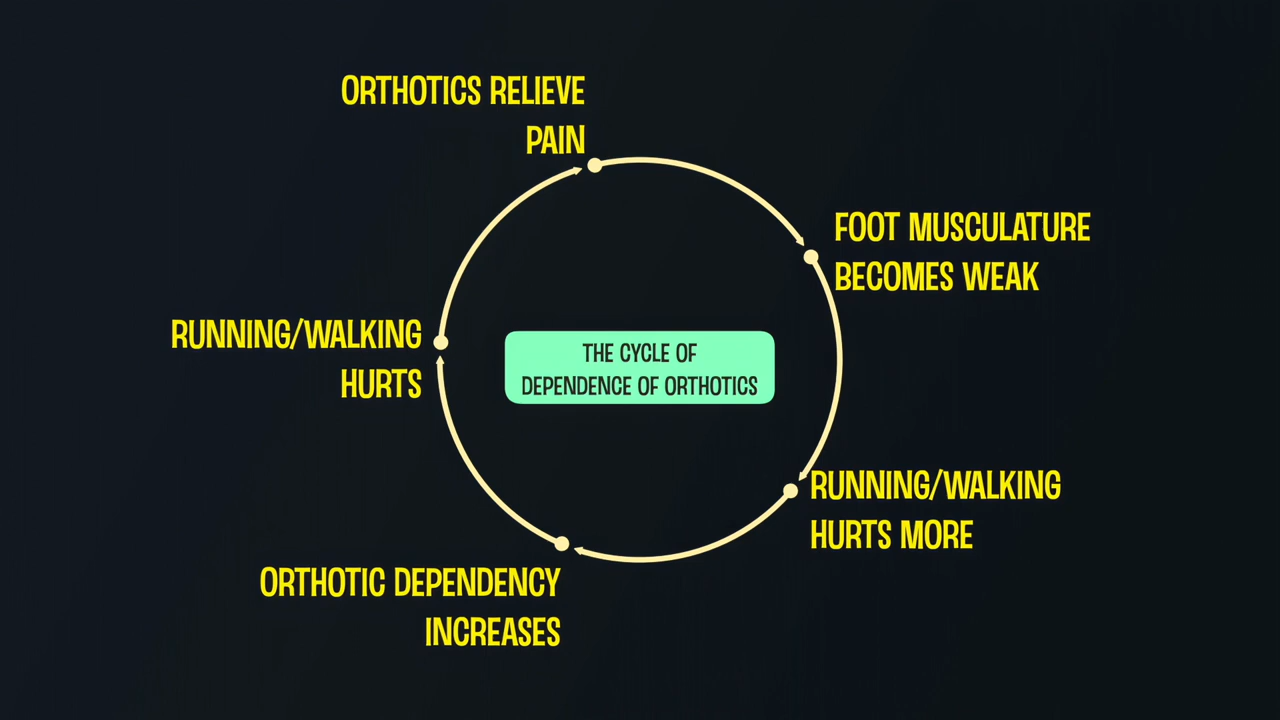 ORTHOTICS RELIEVE
PAIN
FOOT MUSCULATURE
BECOMES WEAK
RUNNING/WALKING
HURTS MORE
ORTHOTIC DEPENDENCY
INCREASES
RUNNING/WALKING
HURTS
THE CYCLE OF
DEPENDENCE OF ORTHOTICS